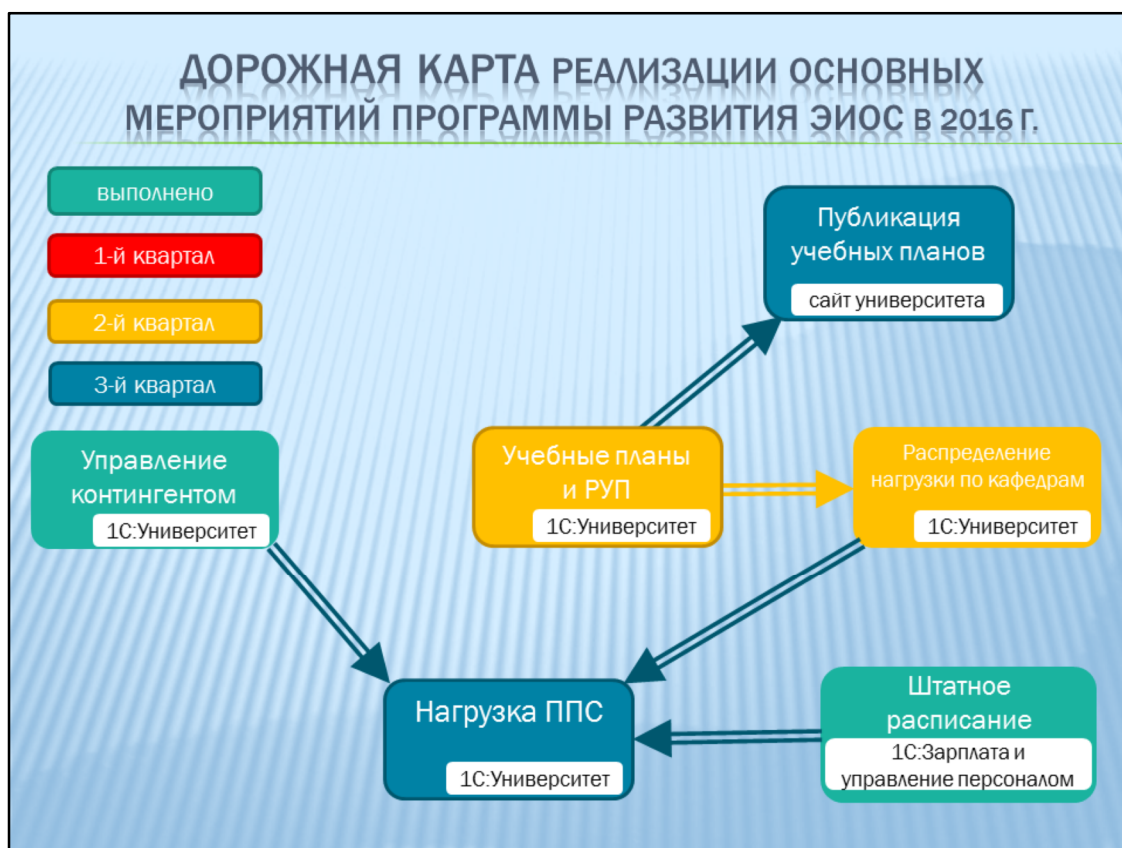 ДОРОЖНАЯ КАРТА РЕАЛИЗАЦИИ ОСНОВНЫХ
МЕРОПРИЯТИЙ ПРОГРАММЫ РАЗВИТИЯ ЭИОС В 2016 Г.
выполнено
1-й квартал
2-й квартал
3-й квартал
Публикация
учебных планов
сайт университета
Управление
контингентом
1С:Университет
Учебные планы
и РУП
1С:Университет
Распределение
нагрузки по кафедрам
1С:Университет
Нагрузка ППС
1С:Университет
Штатное
расписание
1С:Зарплата и
управление персоналом